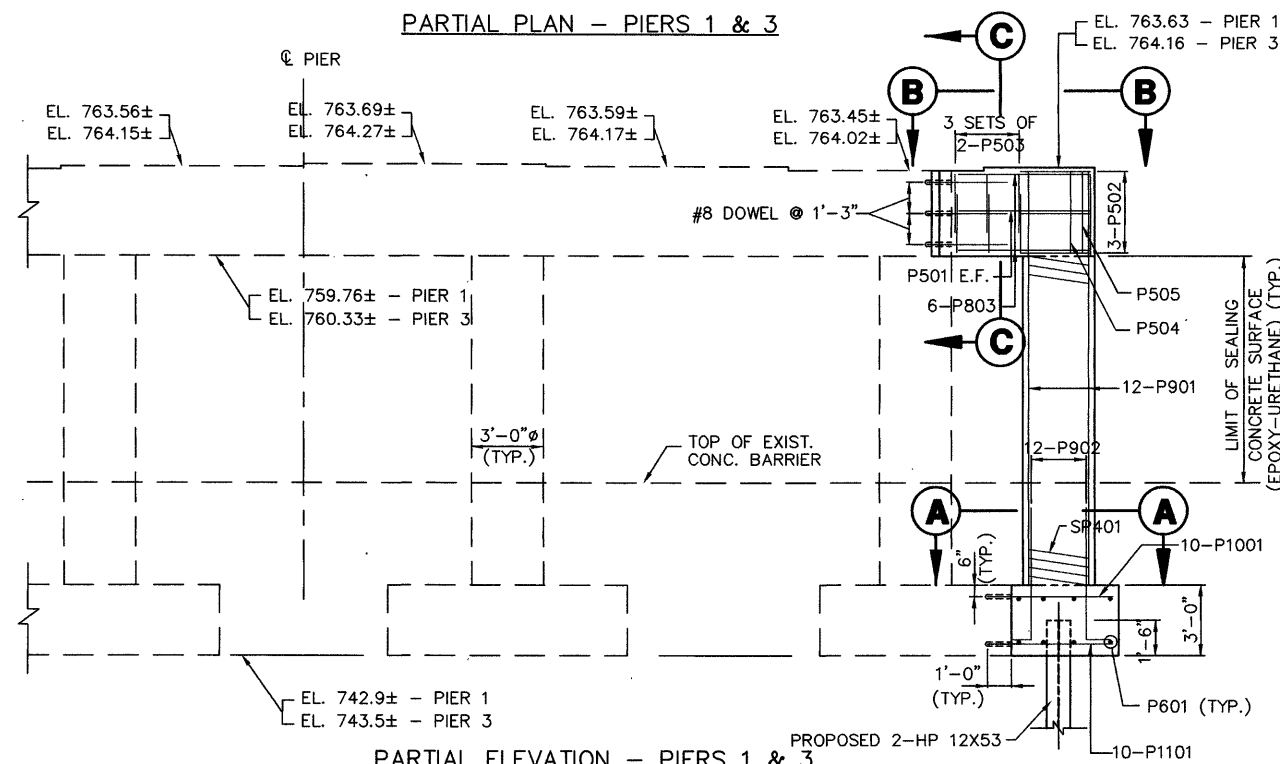 PARTIAL PLAN – PIERS 1 & 3
EL. 763.63 – PIER 1
EL. 764.16 – PIER 3
C
℄ PIER
B
B
EL. 763.56±
EL. 764.15±
EL. 763.69±
EL. 764.27±
EL. 763.59±
EL. 764.17±
EL. 763.45±
EL. 764.02±
3 SETS OF
2-P503
#8 DOWEL @ 1'-3"
3-P502
P501 E.F.
6-P803
P505
P504
EL. 759.76± – PIER 1
EL. 760.33± – PIER 3
C
LIMIT OF SEALING
CONCRETE SURFACE
(EPOXY-URETHANE) (TYP.)
12-P901
3'-0"ø
(TYP.)
TOP OF EXIST.
CONC. BARRIER
12-P902
A
A
SP401
6"
(TYP.)
10-P1001
3'-0"
1'-6"
1'-0"
(TYP.)
EL. 742.9± – PIER 1
EL. 743.5± – PIER 3
P601 (TYP.)
PROPOSED 2-HP 12X53
10-P1101
PARTIAL ELEVATION – PIERS 1 & 3